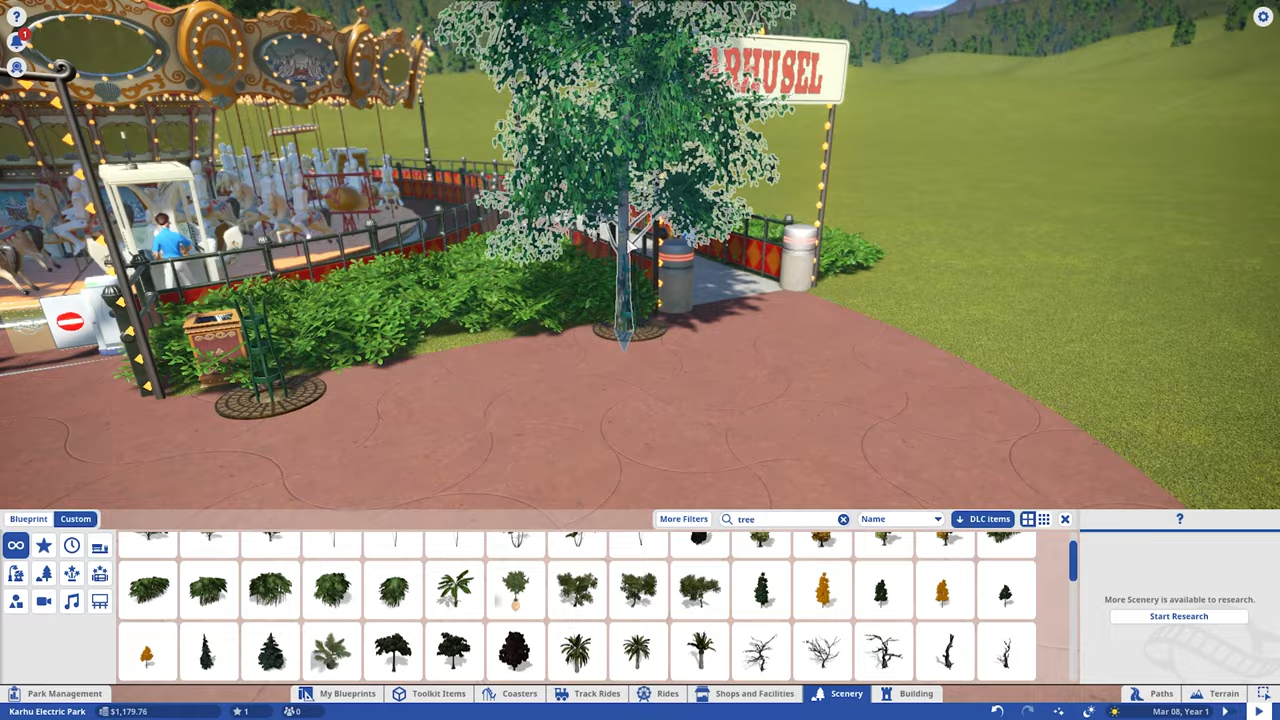 ?
1
ARHUSEL
Blueprint Custom More Filters tree Name DLC items ?
More Scenery is available to research.
Start Research
Park Management My Blueprints Toolkit Items Coasters Track Rides Rides Shops and Facilities Scenery Building Paths Terrain
Karhu Electric Park $1,179.76 1 0 Mar 08, Year 1